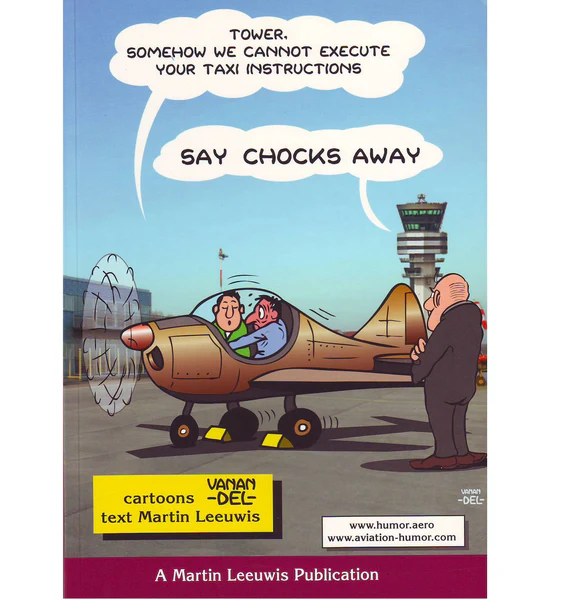 TOWER,
SOMEHOW WE CANNOT EXECUTE
YOUR TAXI INSTRUCTIONS
SAY CHOCKS AWAY
VANAN
-DEL-
cartoons
text Martin Leeuwis
VANAN
-DEL-
www.humor.aero
www.aviation-humor.com
A Martin Leeuwis Publication